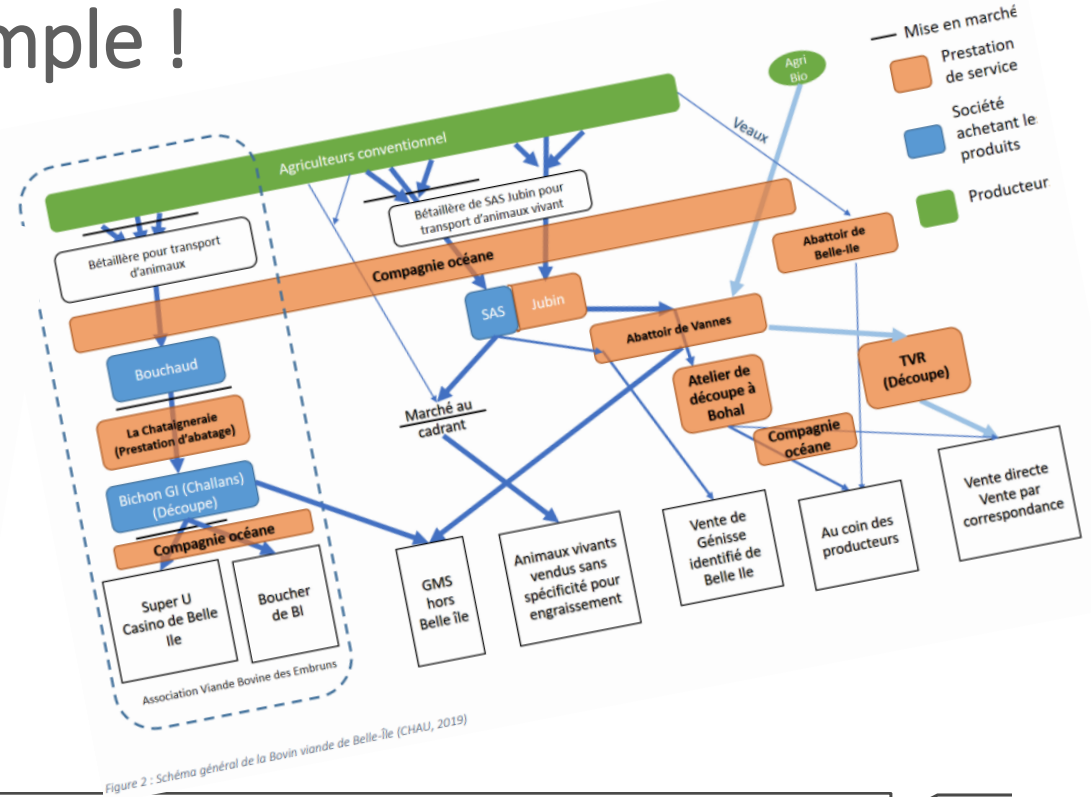 mple !
Mise en marché
Prestation
de service
Société
achetant le
produits
Producteur
Agri
Bio
Veaux
Agriculteurs conventionnel
Bétaillère pour transport
d'animaux
Bétaillère de SAS Jubin pour
transport d'animaux vivant
Abattoir de
Belle-Ile
Compagnie océane
SAS
Jubin
Abattoir de Vannes
Bouchaud
TVR
(Découpe)
Atelier de
découpe à
Bohal
La Chataigneraie
(Prestation d'abatage)
Marché au
cadrant
Compagnie
océane
Bichon GI (Challans)
(Découpe)
Compagnie océane
Super U
Casino de Belle
Ile
Boucher
de BI
GMS
hors
Belle île
Animaux vivants
vendus sans
spécificité pour
engraissement
Vente de
Génisse
identifié de
Belle Ile
Au coin des
producteurs
Vente directe
Vente par
correspondance
Association Viande Bovine des Embruns
Figure 2 : Schéma général de la Bovin viande de Belle-Île (CHAU, 2019)